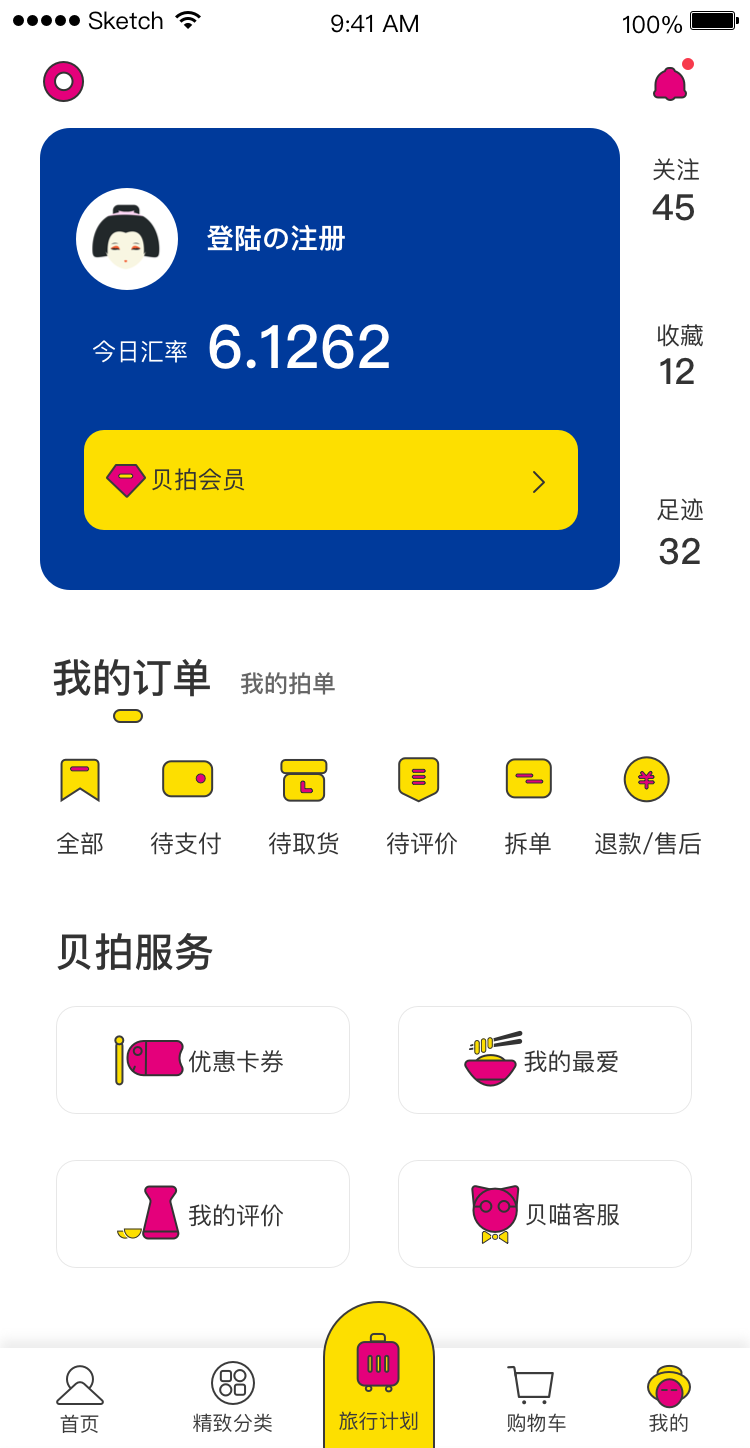 ●●●●● Sketch 9:41 AM 100%
关注
45
登陆の注册
今日汇率 6.1262
收藏
12
贝拍会员
足迹
32
我的订单 我的拍单
全部 待支付 待取货 待评价 拆单 退款/售后
贝拍服务
优惠卡券 我的最爱
我的评价 贝喵客服
首页 精致分类 旅行计划 购物车 我的